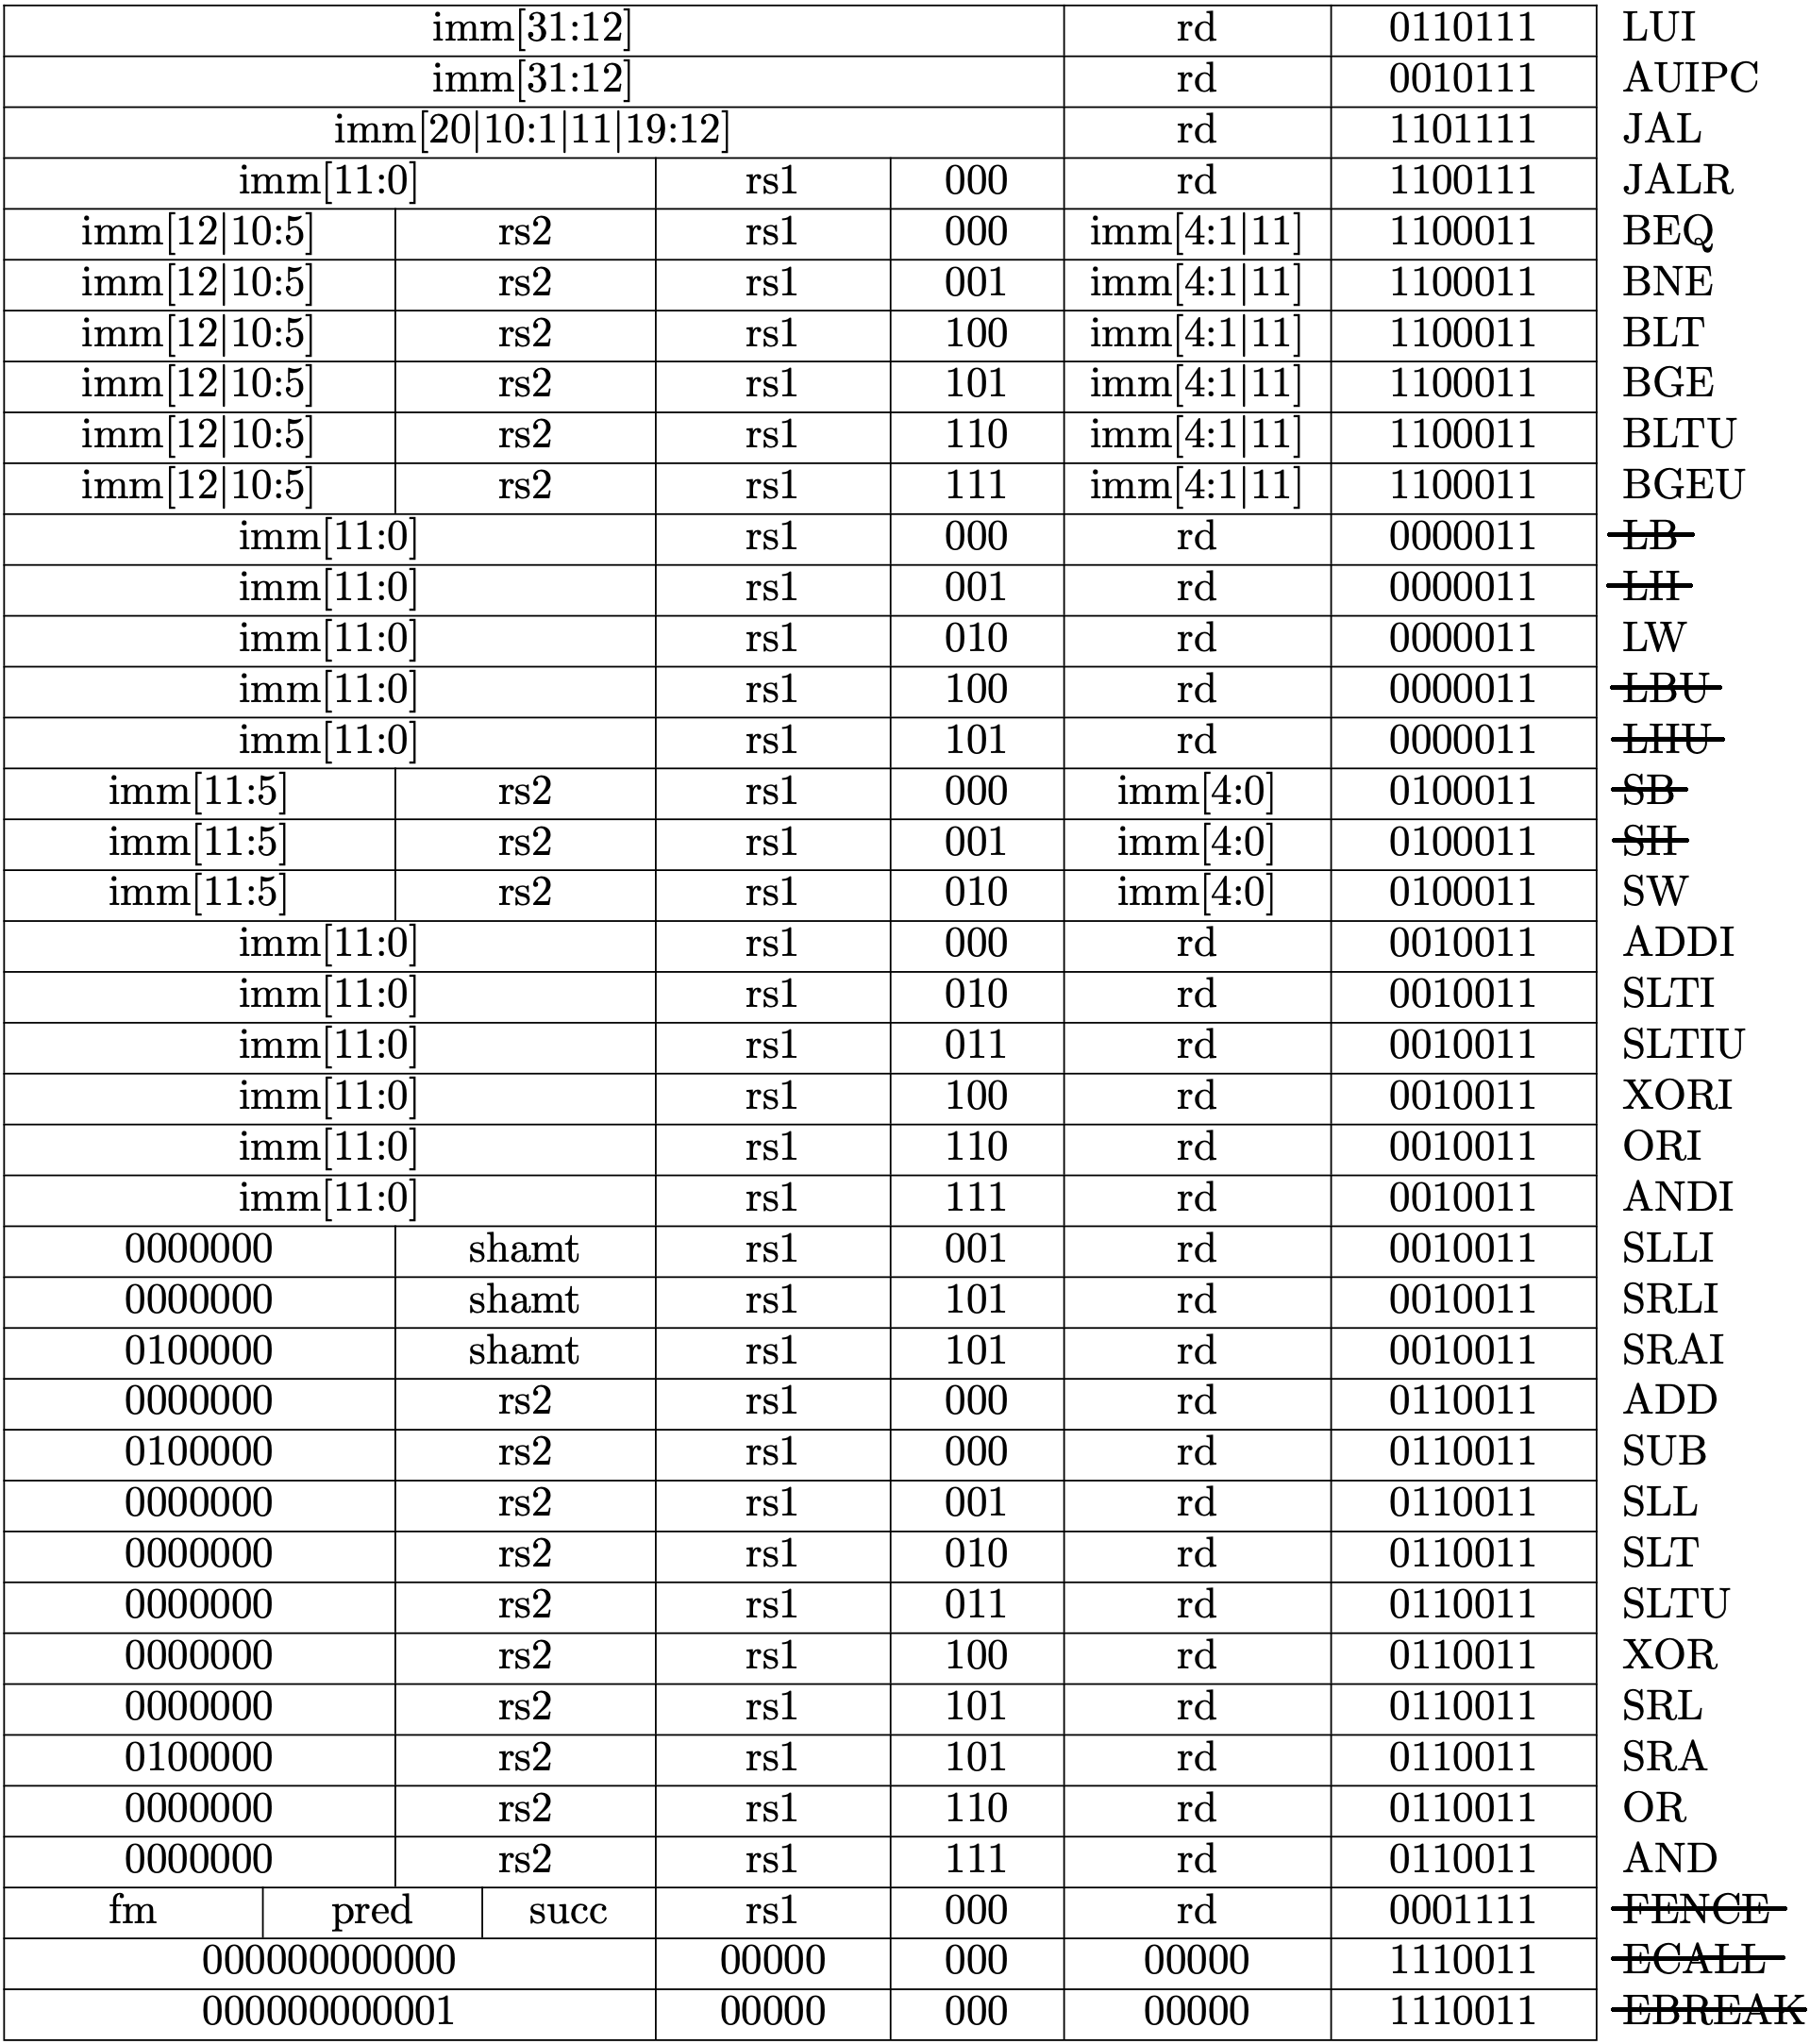 imm[31:12] rd 0110111 LUI
imm[31:12] rd 0010111 AUIPC
imm[20|10:1|11|19:12] rd 1101111 JAL
imm[11:0] rs1 000 rd 1100111 JALR
imm[12|10:5] rs2 rs1 000 imm[4:1|11] 1100011 BEQ
imm[12|10:5] rs2 rs1 001 imm[4:1|11] 1100011 BNE
imm[12|10:5] rs2 rs1 100 imm[4:1|11] 1100011 BLT
imm[12|10:5] rs2 rs1 101 imm[4:1|11] 1100011 BGE
imm[12|10:5] rs2 rs1 110 imm[4:1|11] 1100011 BLTU
imm[12|10:5] rs2 rs1 111 imm[4:1|11] 1100011 BGEU
imm[11:0] rs1 000 rd 0000011 LB
imm[11:0] rs1 001 rd 0000011 LH
imm[11:0] rs1 010 rd 0000011 LW
imm[11:0] rs1 100 rd 0000011 LBU
imm[11:0] rs1 101 rd 0000011 LHU
imm[11:5] rs2 rs1 000 imm[4:0] 0100011 SB
imm[11:5] rs2 rs1 001 imm[4:0] 0100011 SH
imm[11:5] rs2 rs1 010 imm[4:0] 0100011 SW
imm[11:0] rs1 000 rd 0010011 ADDI
imm[11:0] rs1 010 rd 0010011 SLTI
imm[11:0] rs1 011 rd 0010011 SLTIU
imm[11:0] rs1 100 rd 0010011 XORI
imm[11:0] rs1 110 rd 0010011 ORI
imm[11:0] rs1 111 rd 0010011 ANDI
0000000 shamt rs1 001 rd 0010011 SLLI
0000000 shamt rs1 101 rd 0010011 SRLI
0100000 shamt rs1 101 rd 0010011 SRAI
0000000 rs2 rs1 000 rd 0110011 ADD
0100000 rs2 rs1 000 rd 0110011 SUB
0000000 rs2 rs1 001 rd 0110011 SLL
0000000 rs2 rs1 010 rd 0110011 SLT
0000000 rs2 rs1 011 rd 0110011 SLTU
0000000 rs2 rs1 100 rd 0110011 XOR
0000000 rs2 rs1 101 rd 0110011 SRL
0100000 rs2 rs1 101 rd 0110011 SRA
0000000 rs2 rs1 110 rd 0110011 OR
0000000 rs2 rs1 111 rd 0110011 AND
fm pred succ rs1 000 rd 0001111 FENCE
000000000000 00000 000 00000 1110011 ECALL
000000000001 00000 000 00000 1110011 EBREAK